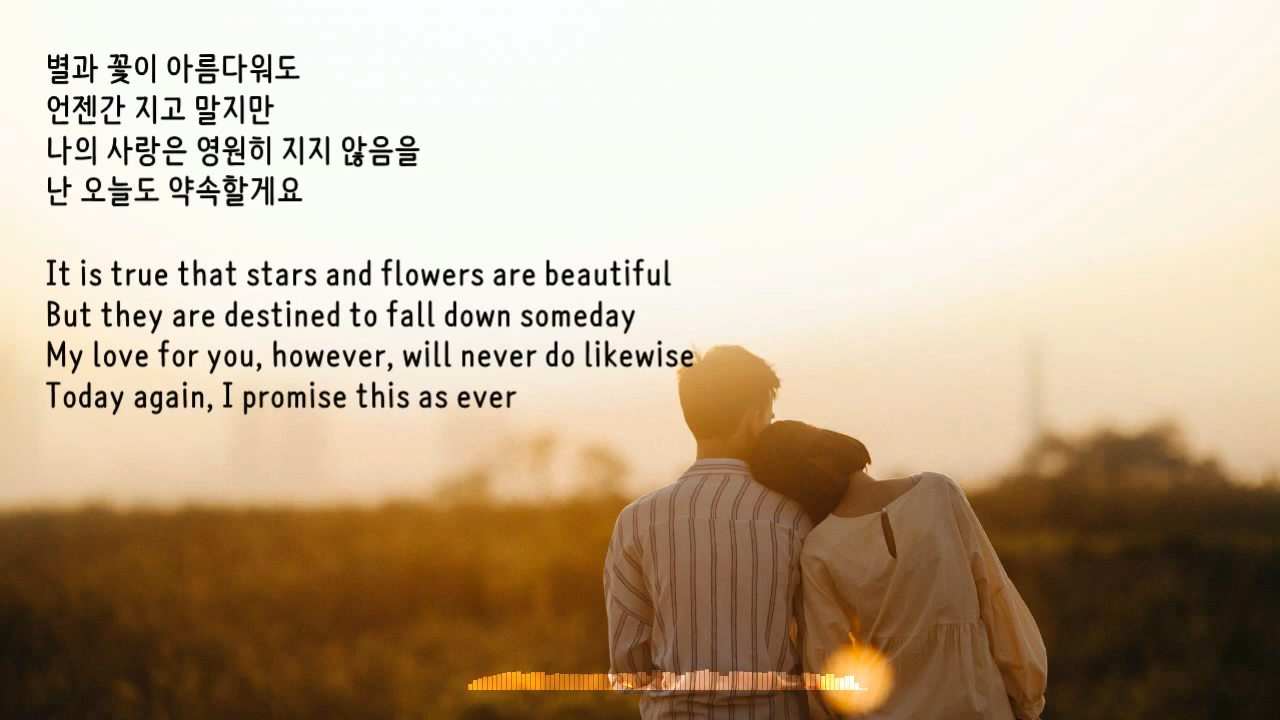 별과 꽃이 아름다워도
언젠간 지고 말지만
나의 사랑은 영원히 지지 않음을
난 오늘도 약속할게요
It is true that stars and flowers are beautiful
But they are destined to fall down someday
My love for you, however, will never do likewise
Today again, I promise this as ever